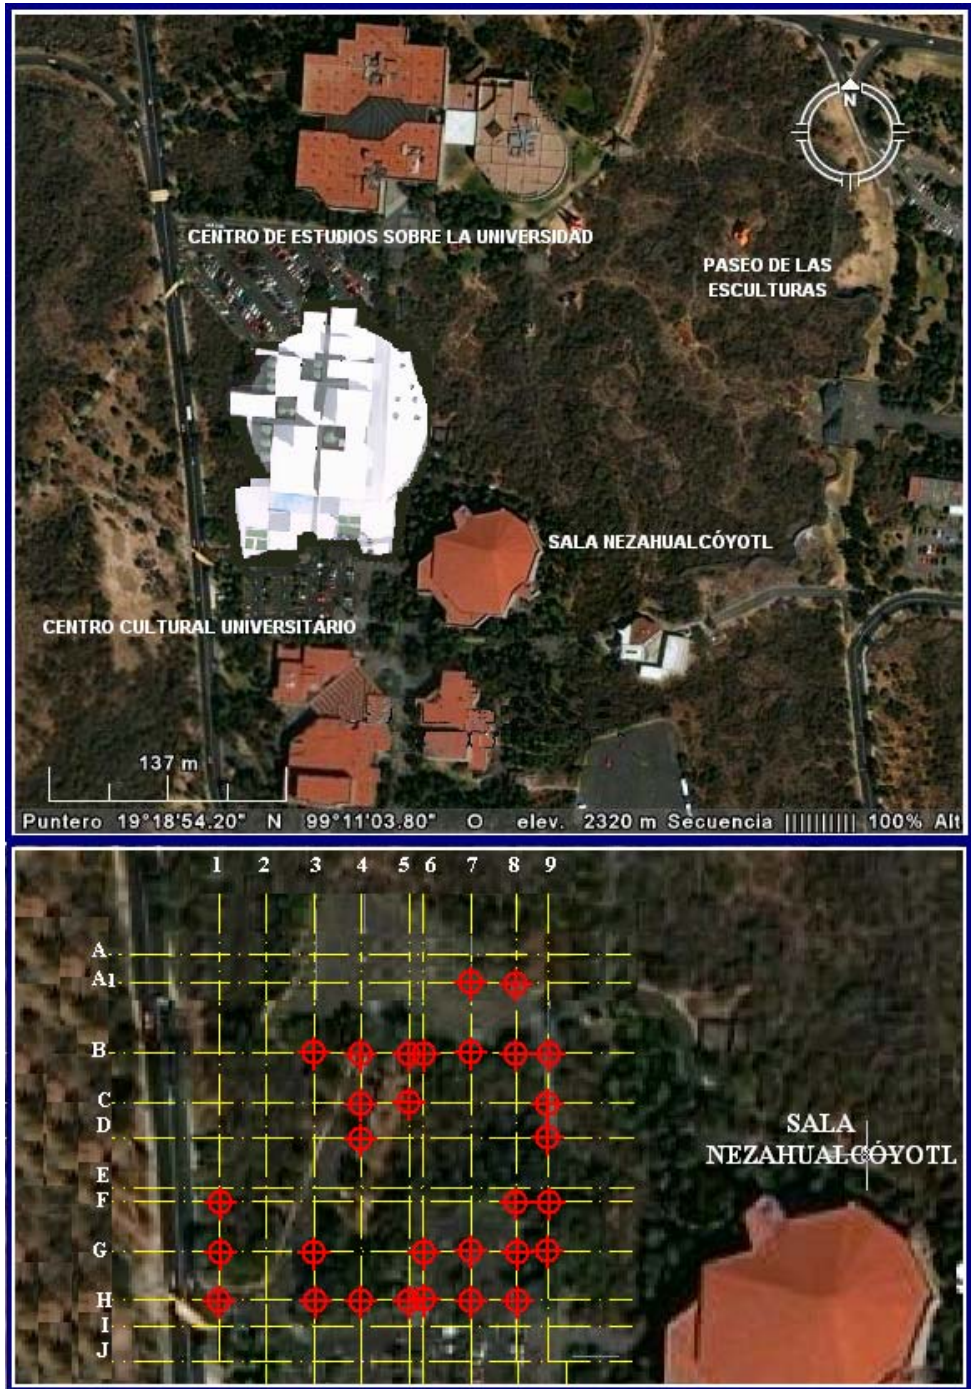 N
CENTRO DE ESTUDIOS SOBRE LA UNIVERSIDAD
PASEO DE LAS
ESCULTURAS
SALA NEZAHUALCÓYOTL
CENTRO CULTURAL UNIVERSITARIO
137 m
Puntero 19°18'54.20" N 99°11'03.80" O elev. 2320 m Secuencia |||||||||| 100% Alt
1 2 3 4 5 6 7 8 9
A
A1
B
C
D
SALA
NEZAHUALCÓYOTL
E
F
G
H
I
J